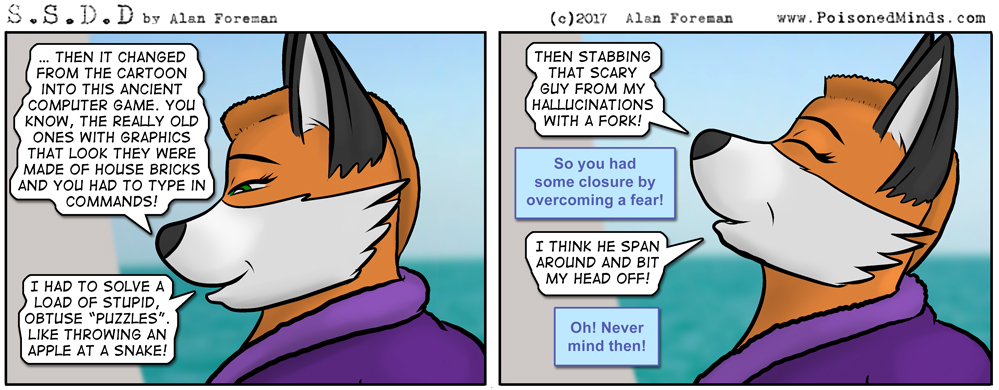 S.S.D.D by Alan Foreman
(c)2017 Alan Foreman www.PoisonedMinds.com
... THEN IT CHANGED
FROM THE CARTOON
INTO THIS ANCIENT
COMPUTER GAME. YOU
KNOW, THE REALLY OLD
ONES WITH GRAPHICS
THAT LOOK THEY WERE
MADE OF HOUSE BRICKS
AND YOU HAD TO TYPE IN
COMMANDS!
I HAD TO SOLVE A
LOAD OF STUPID,
OBTUSE “PUZZLES”.
LIKE THROWING AN
APPLE AT A SNAKE!
THEN STABBING
THAT SCARY
GUY FROM MY
HALLUCINATIONS
WITH A FORK!
So you had
some closure by
overcoming a fear!
I THINK HE SPAN
AROUND AND BIT
MY HEAD OFF!
Oh! Never
mind then!